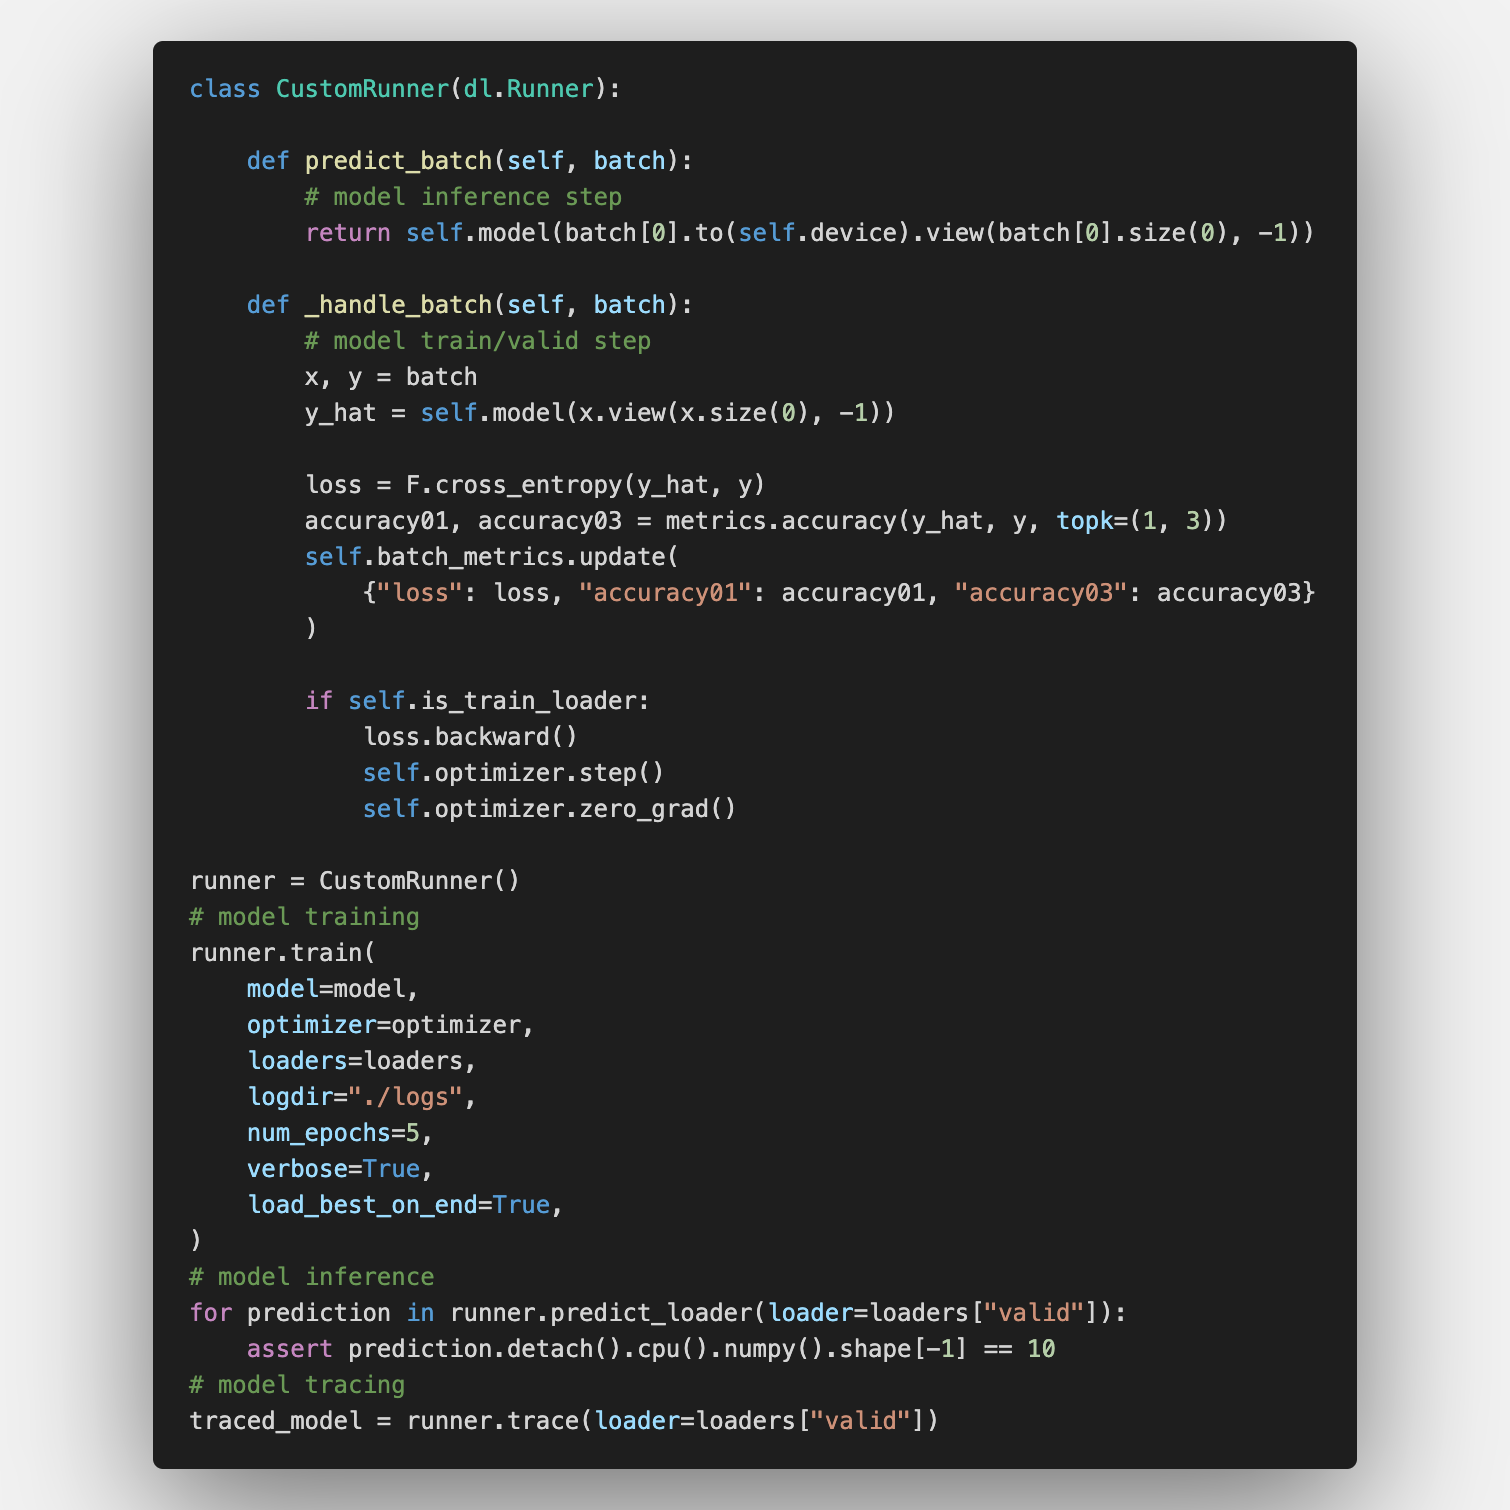 class CustomRunner(dl.Runner):

    def predict_batch(self, batch):
        # model inference step
        return self.model(batch[0].to(self.device).view(batch[0].size(0), -1))

    def _handle_batch(self, batch):
        # model train/valid step
        x, y = batch
        y_hat = self.model(x.view(x.size(0), -1))

        loss = F.cross_entropy(y_hat, y)
        accuracy01, accuracy03 = metrics.accuracy(y_hat, y, topk=(1, 3))
        self.batch_metrics.update(
            {"loss": loss, "accuracy01": accuracy01, "accuracy03": accuracy03}
        )

        if self.is_train_loader:
            loss.backward()
            self.optimizer.step()
            self.optimizer.zero_grad()

runner = CustomRunner()
# model training
runner.train(
    model=model,
    optimizer=optimizer,
    loaders=loaders,
    logdir="./logs",
    num_epochs=5,
    verbose=True,
    load_best_on_end=True,
)
# model inference
for prediction in runner.predict_loader(loader=loaders["valid"]):
    assert prediction.detach().cpu().numpy().shape[-1] == 10
# model tracing
traced_model = runner.trace(loader=loaders["valid"])